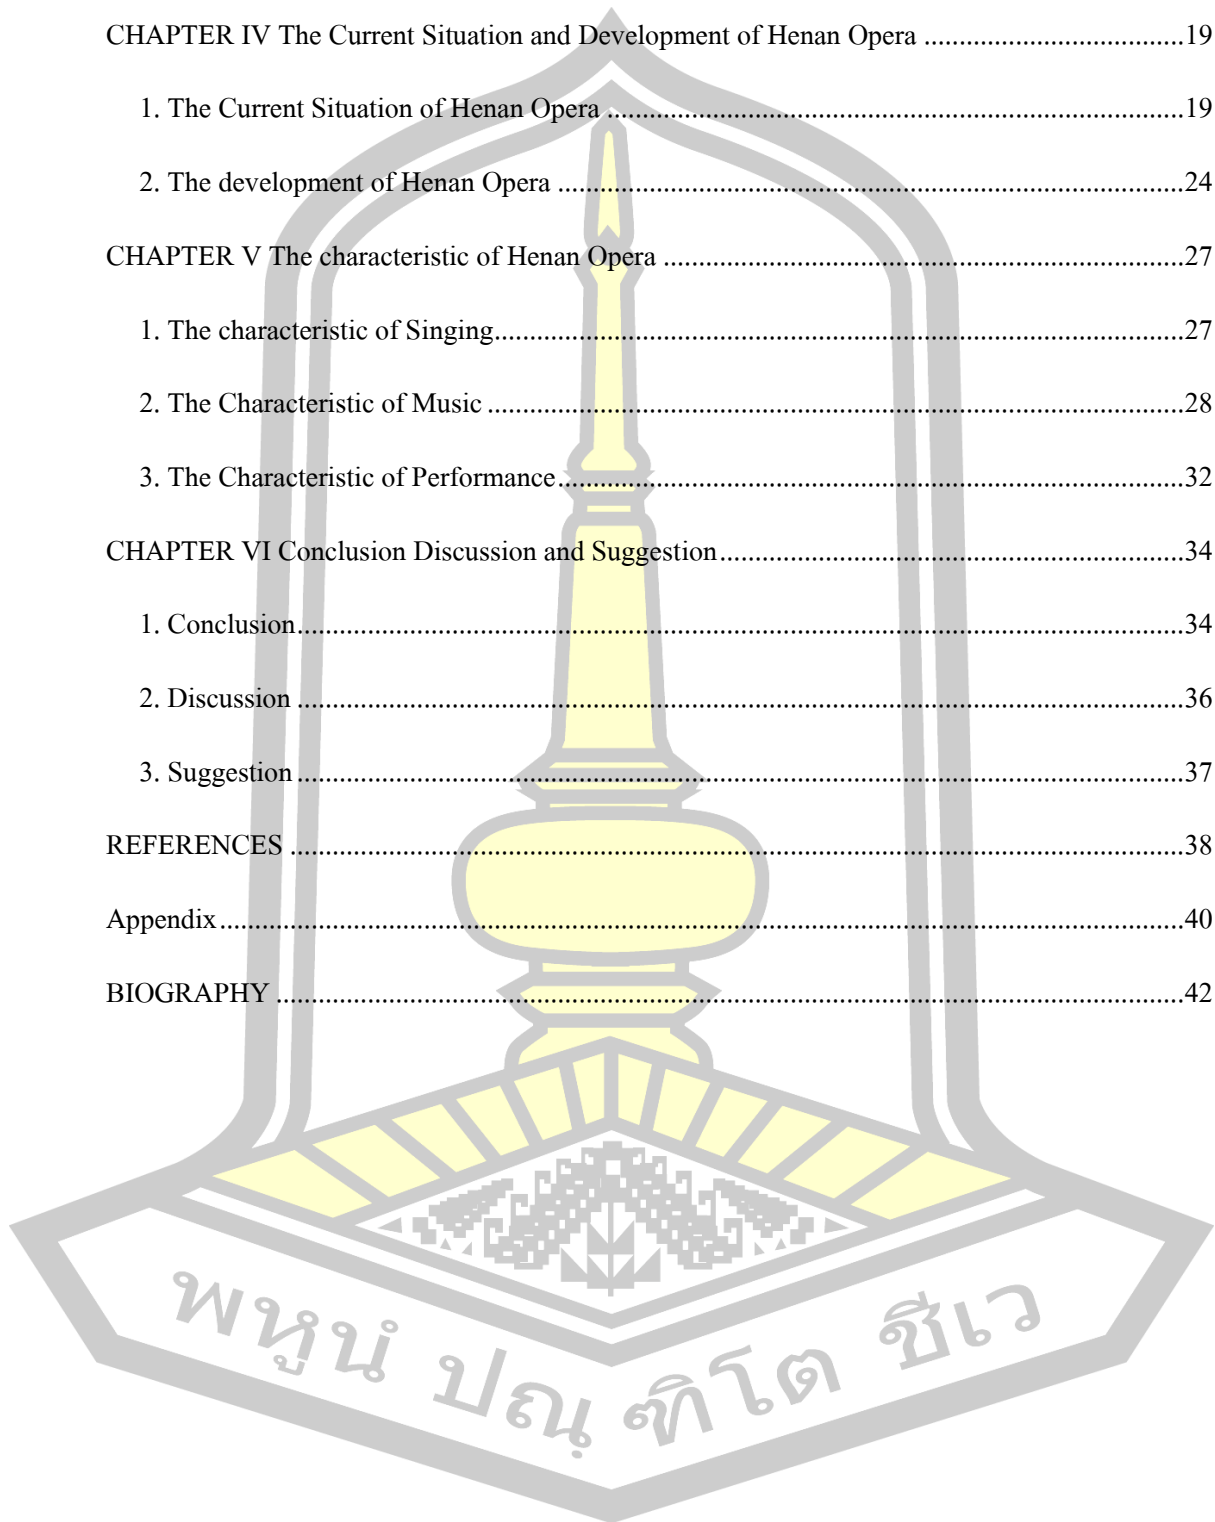 CHAPTER IV The Current Situation and Development of Henan Opera ..................................19
1. The Current Situation of Henan Opera ...........................................................................19
2. The development of Henan Opera ..................................................................................24
CHAPTER V The characteristic of Henan Opera .......................................................................27
1. The characteristic of Singing...........................................................................................27
2. The Characteristic of Music ............................................................................................28
3. The Characteristic of Performance..................................................................................32
CHAPTER VI Conclusion Discussion and Suggestion................................................................34
1. Conclusion.......................................................................................................................34
2. Discussion .......................................................................................................................36
3. Suggestion .......................................................................................................................37
REFERENCES ............................................................................................................................38
Appendix......................................................................................................................................40
BIOGRAPHY ..............................................................................................................................42
พหูนํ ปณฺฑิโต ชีเว